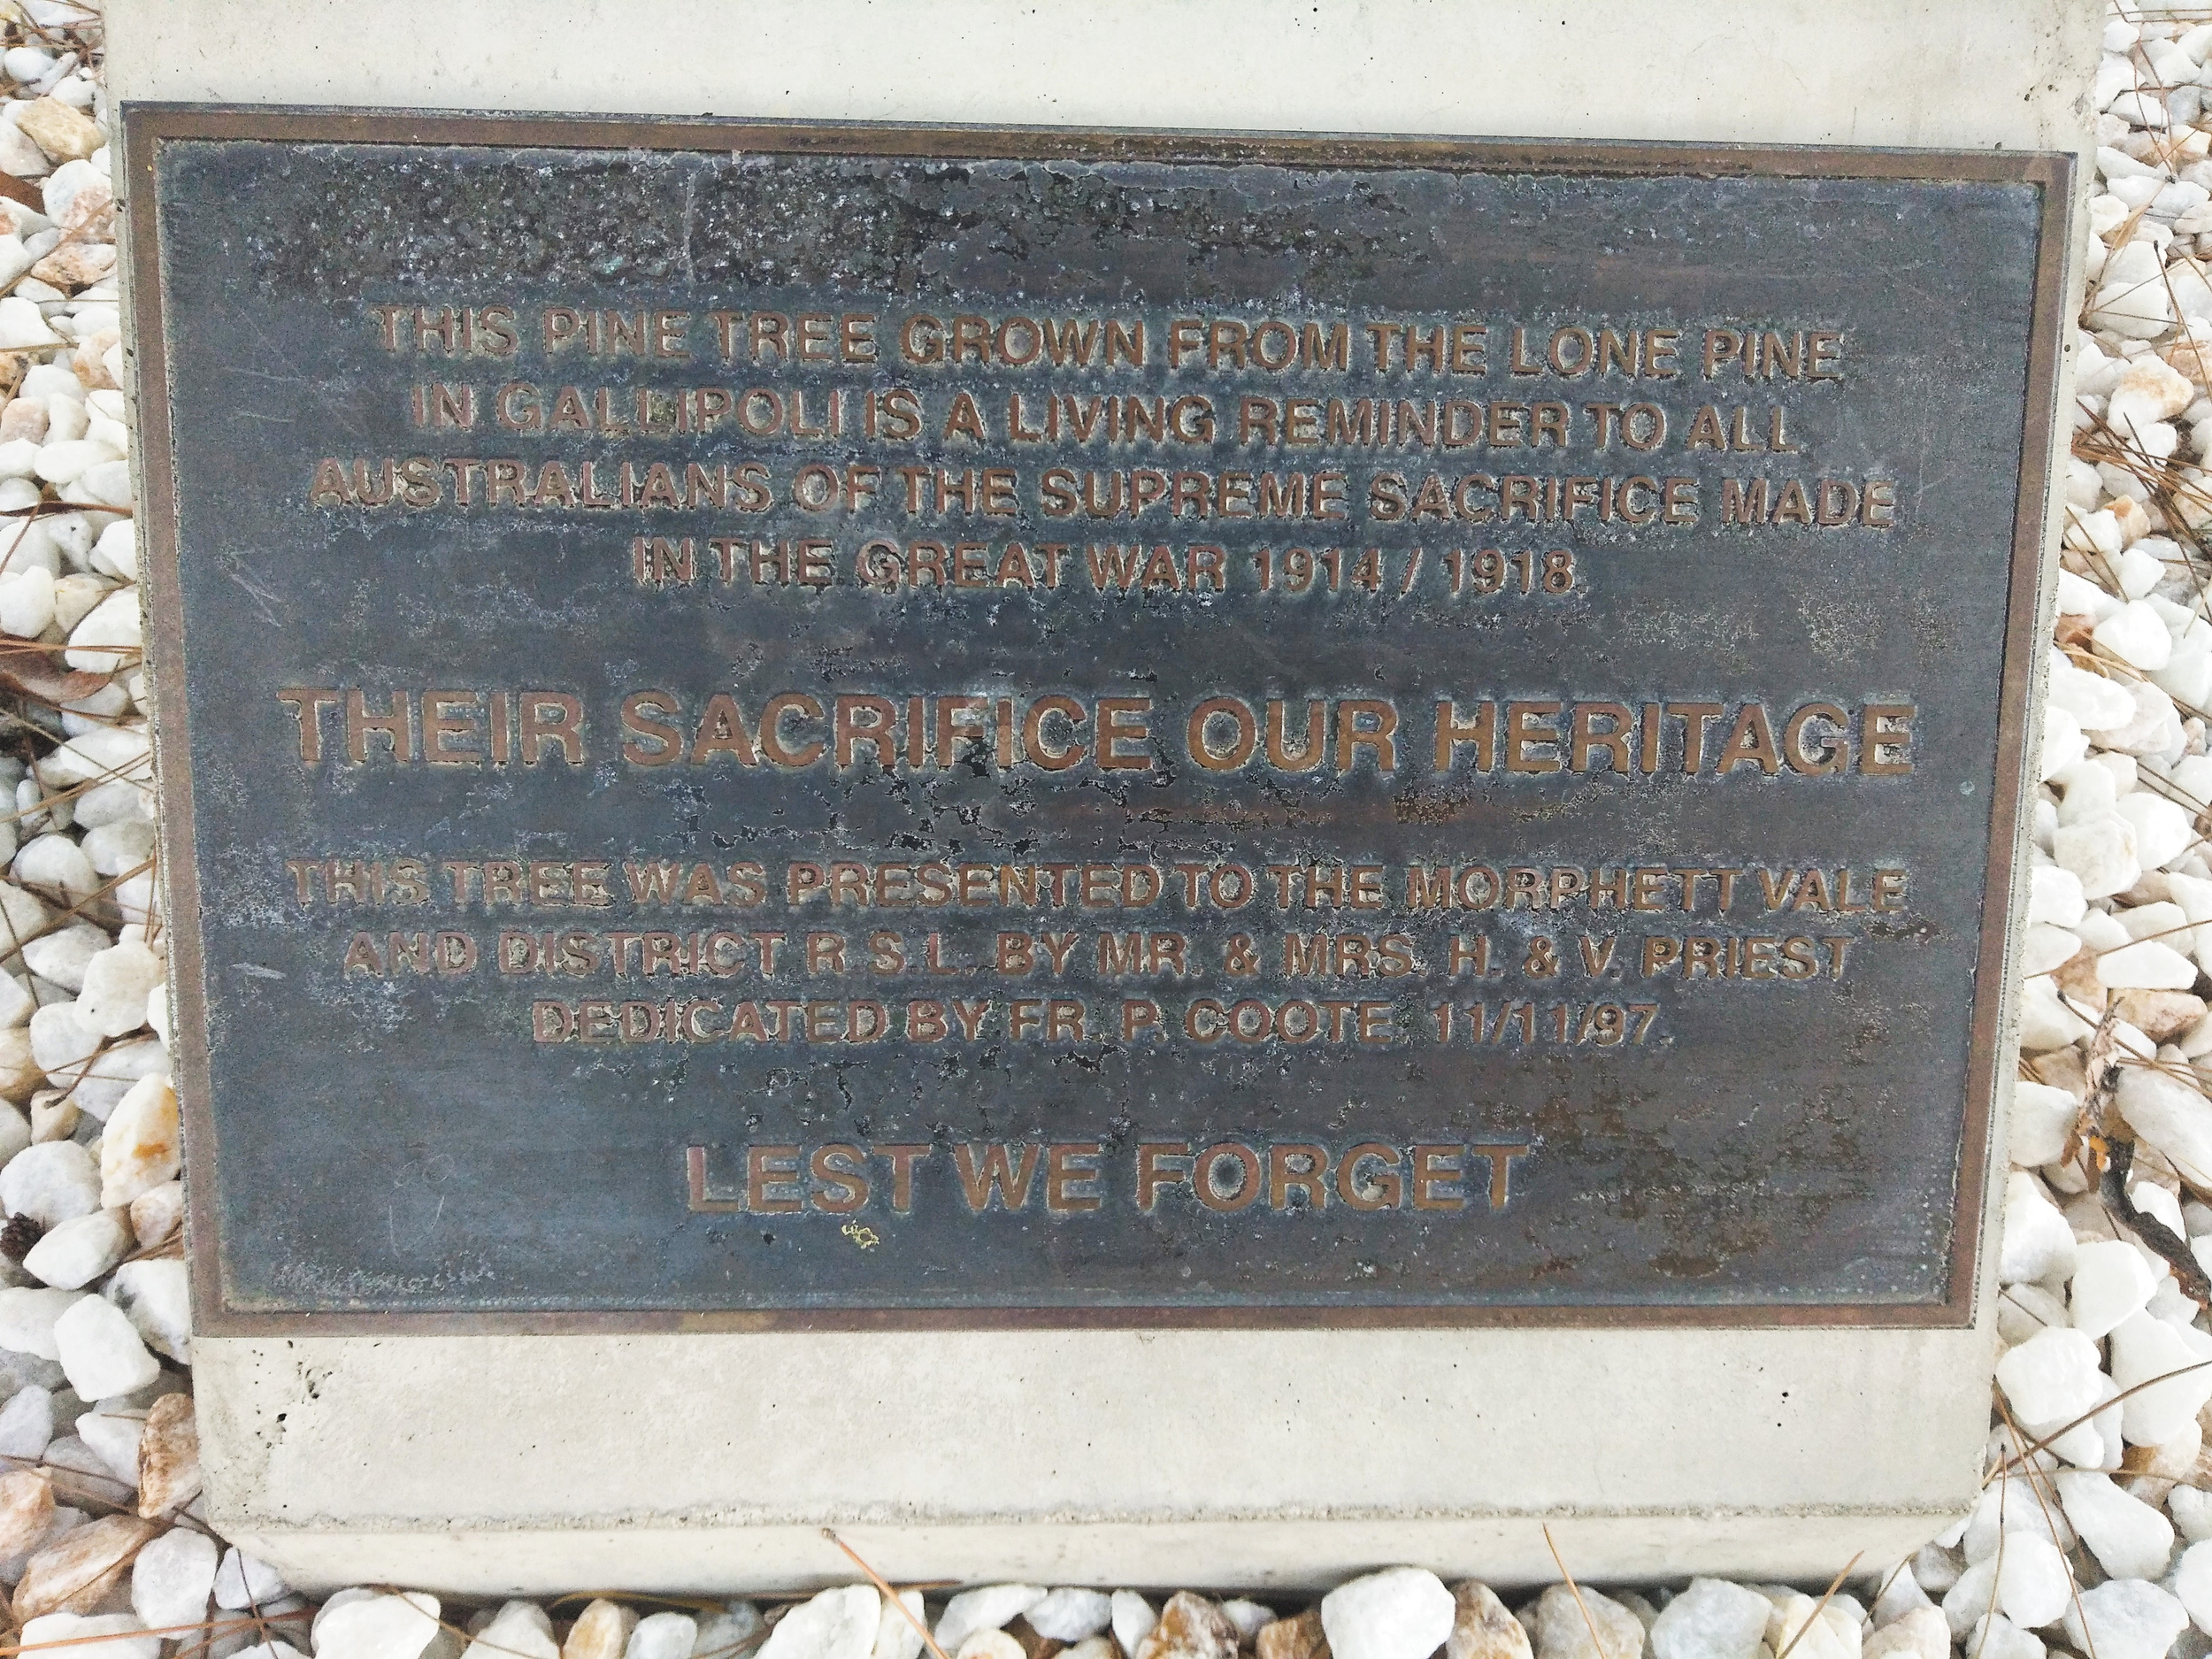 THIS PINE TREE GROWN FROM THE LONE PINE
IN GALLIPOLI IS A LIVING REMINDER TO ALL
AUSTRALIANS OF THE SUPREME SACRIFICE MADE
IN THE GREAT WAR 1914 / 1918.
THEIR SACRIFICE OUR HERITAGE
THIS TREE WAS PRESENTED TO THE MORPHETT VALE
AND DISTRICT R.S.L. BY MR. & MRS. H. & V. PRIEST
DEDICATED BY FR. P. COOTE 11/11/97.
LEST WE FORGET